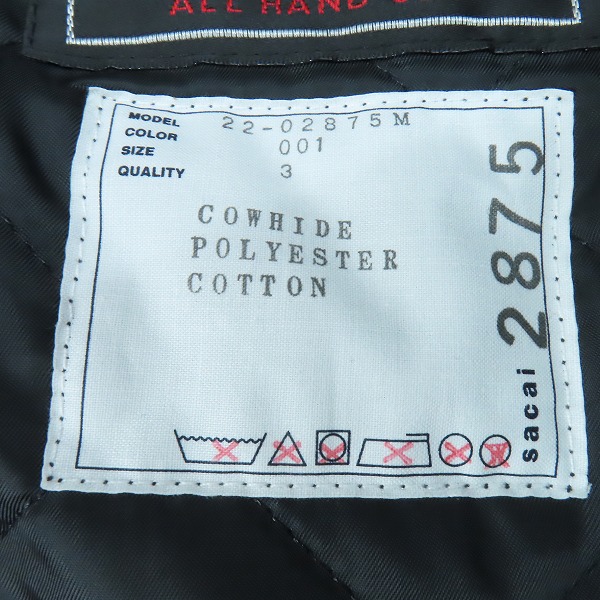 ALL HAND
MODEL 22-02875M
COLOR 001
SIZE 3
QUALITY
COWHIDE
POLYESTER
COTTON
sacai 2875